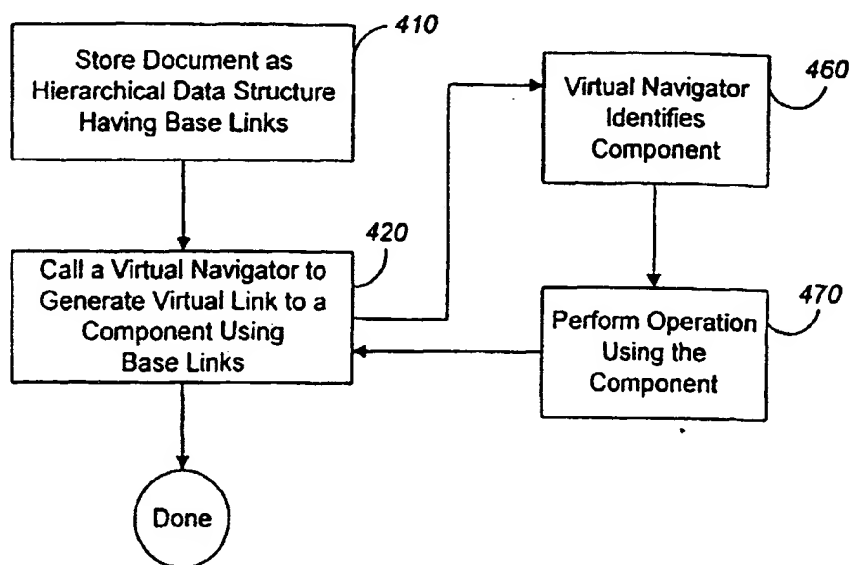 410
Store Document as
Hierarchical Data Structure
Having Base Links
460
Virtual Navigator
Identifies
Component
420
Call a Virtual Navigator to
Generate Virtual Link to a
Component Using
Base Links
470
Perform Operation
Using the
Component
Done